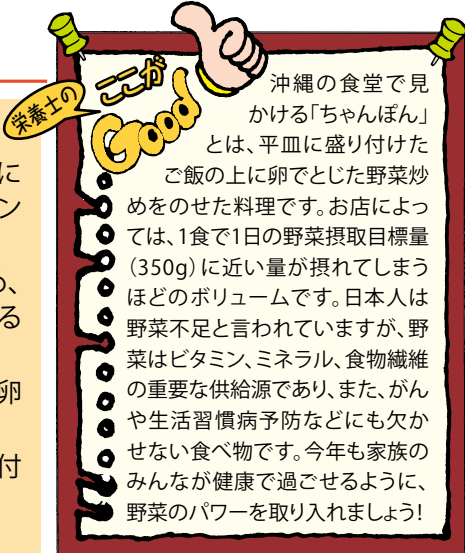 栄養士の
ここが
Good
沖縄の食堂で見
かける「ちゃんぽん」
とは、平皿に盛り付けた
ご飯の上に卵でとじた野菜炒
めをのせた料理です。お店によっ
ては、1食で1日の野菜摂取目標量
(350g)に近い量が摂れてしまう
ほどのボリュームです。日本人は
野菜不足と言われていますが、野
菜はビタミン、ミネラル、食物繊維
の重要な供給源であり、また、がん
や生活習慣病予防などにも欠か
せない食べ物です。今年も家族の
みんなが健康で過ごせるように、
野菜のパワーを取り入れましょう!
に
ン
、
る
卵
付